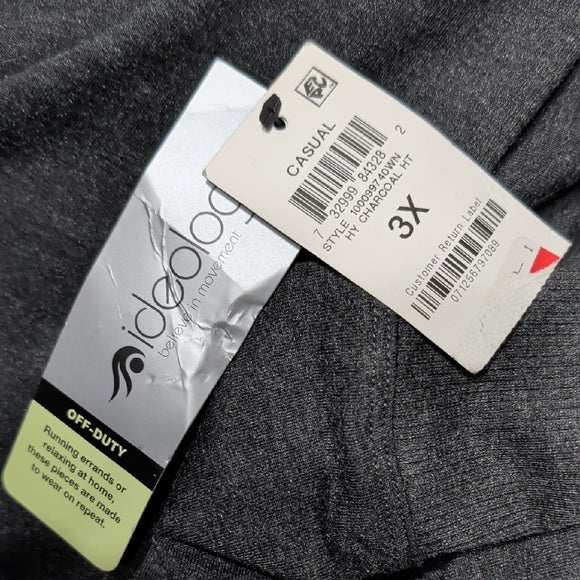 ideology
believe in movement
OFF-DUTY
Running errands or
relaxing at home,
these pieces are made
to wear on repeat.
CASUAL
7 32999 84328 2
STYLE 100099740WN
HY CHARCOAL HT
3X
Customer Return Label
071256797089